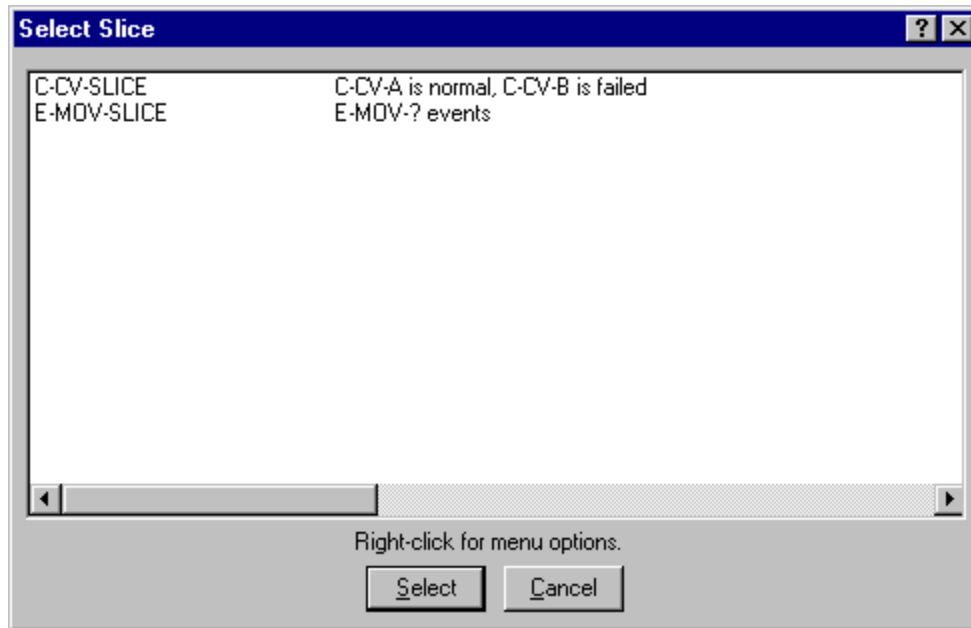 Select Slice
C-CV-SLICE C-CV-A is normal, C-CV-B is failed
E-MOV-SLICE E-MOV-? events
Right-click for menu options.
Select Cancel